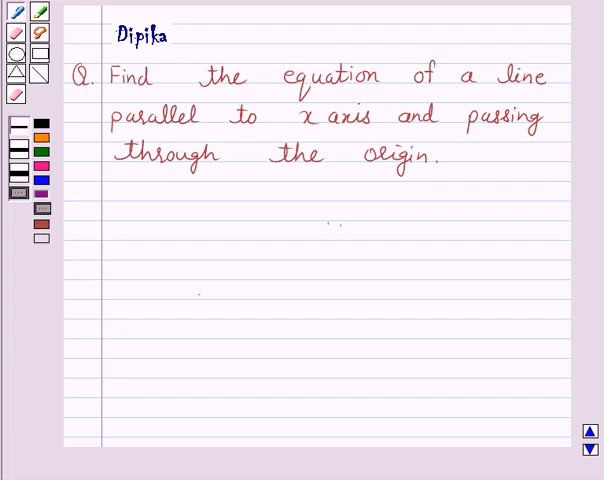 Dipika
Q. Find the equation of a line
parallel to x axis and passing
through the origin.